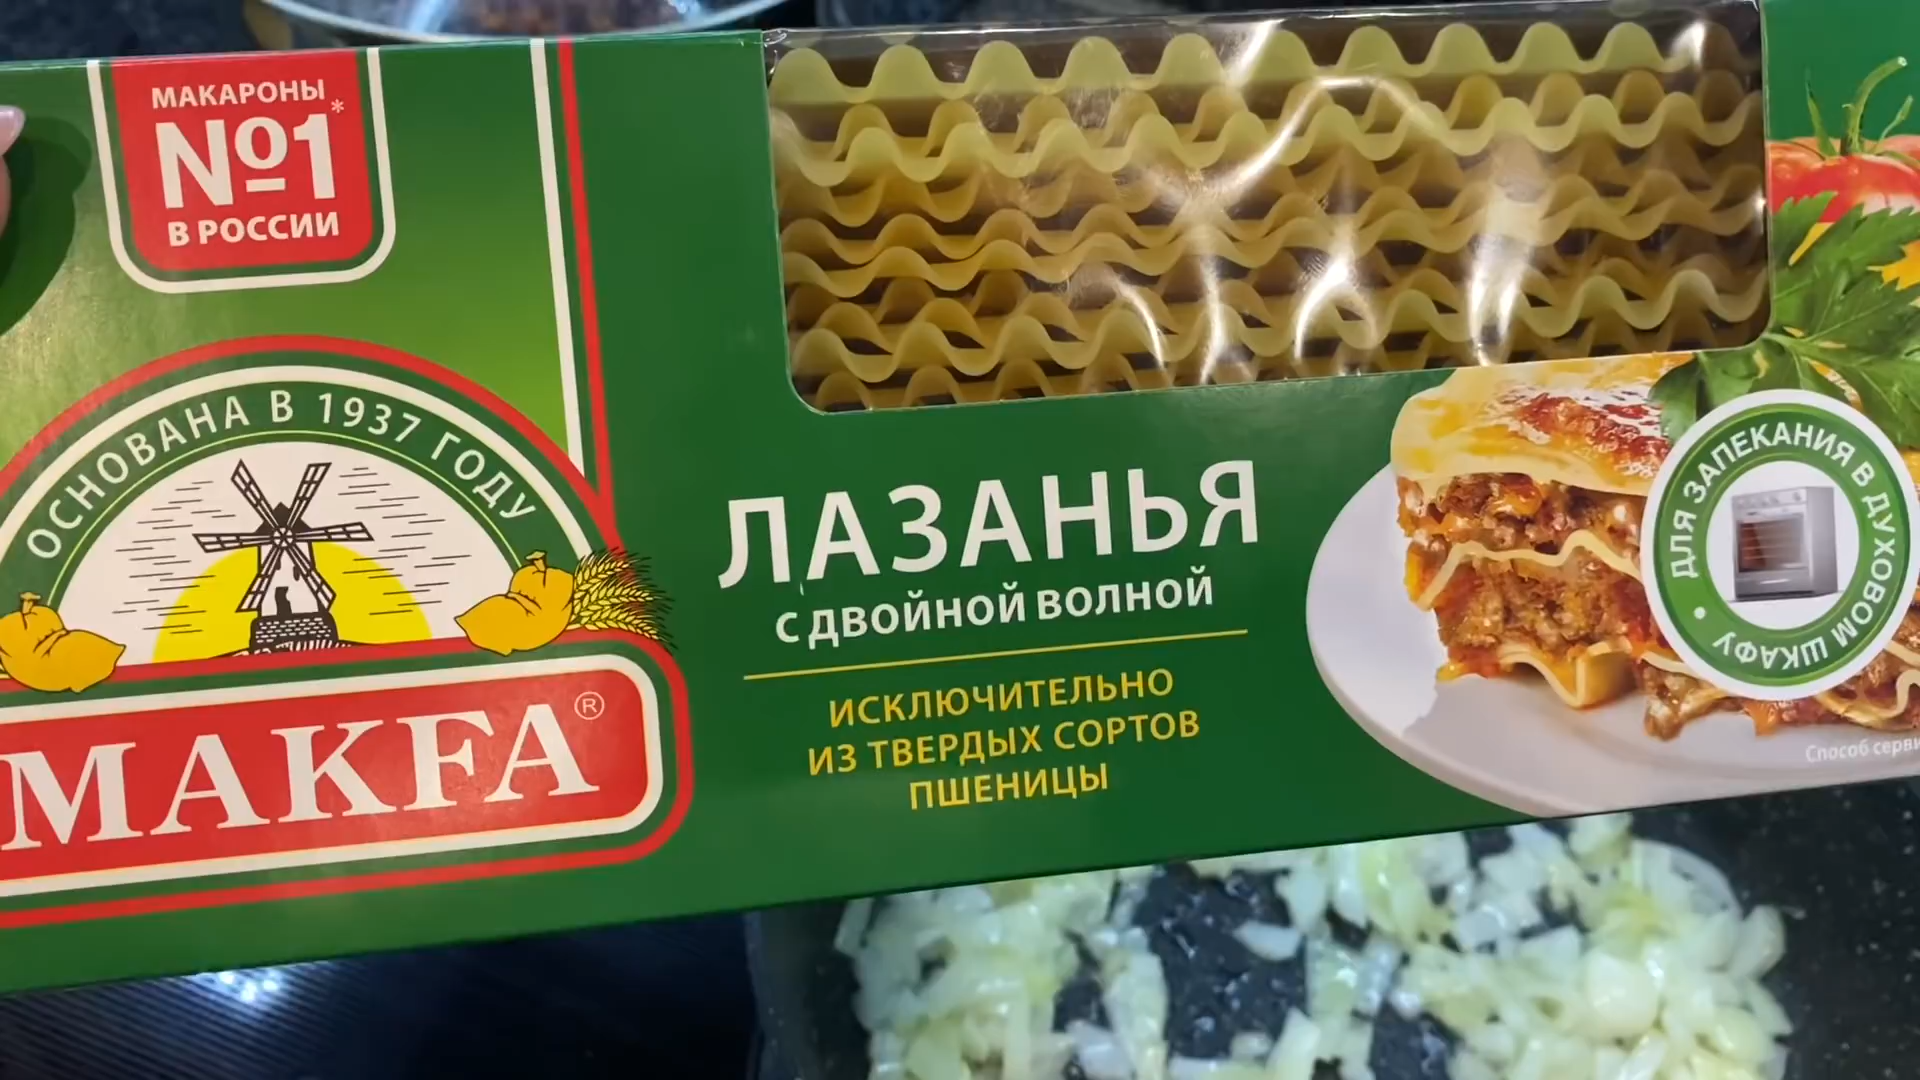 МАКАРОНЫ
№1*
В РОССИИ
ОСНОВАНА В 1937 ГОДУ
MAKFA®
ЛАЗАНЬЯ
С ДВОЙНОЙ ВОЛНОЙ
ИСКЛЮЧИТЕЛЬНО
ИЗ ТВЕРДЫХ СОРТОВ
ПШЕНИЦЫ
ДЛЯ ЗАПЕКАНИЯ В ДУХОВОМ ШКАФУ •
Способ